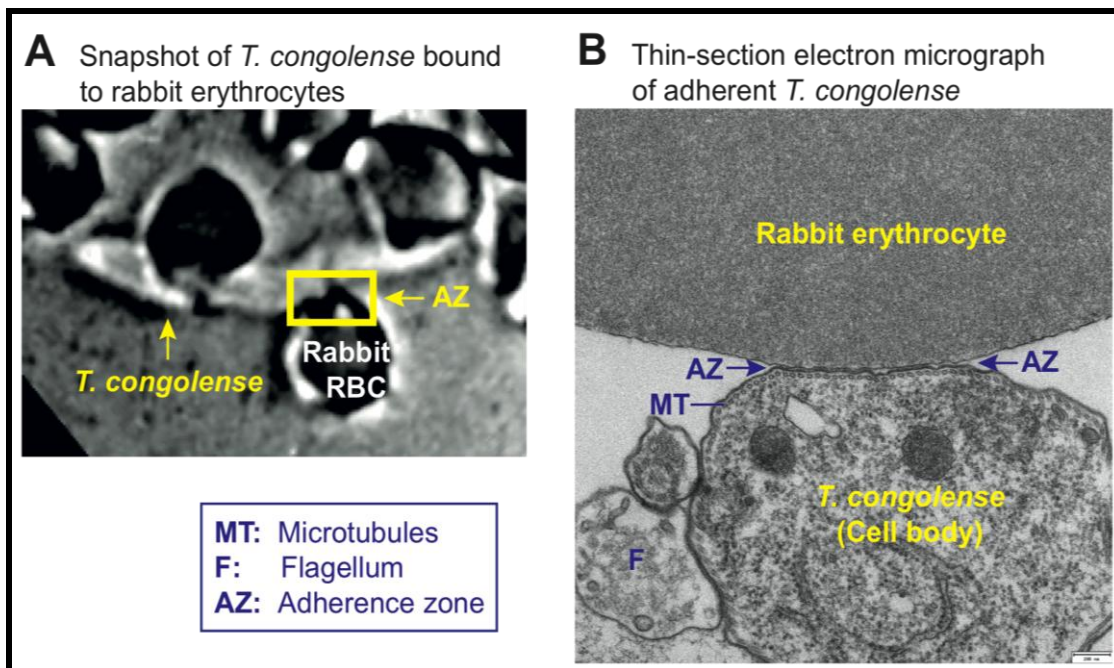 A Snapshot of T. congolense bound
to rabbit erythrocytes
AZ
Rabbit
RBC
T. congolense
MT: Microtubules
F: Flagellum
AZ: Adherence zone
B Thin-section electron micrograph
of adherent T. congolense
Rabbit erythrocyte
AZ
AZ
MT
T. congolense
(Cell body)
F